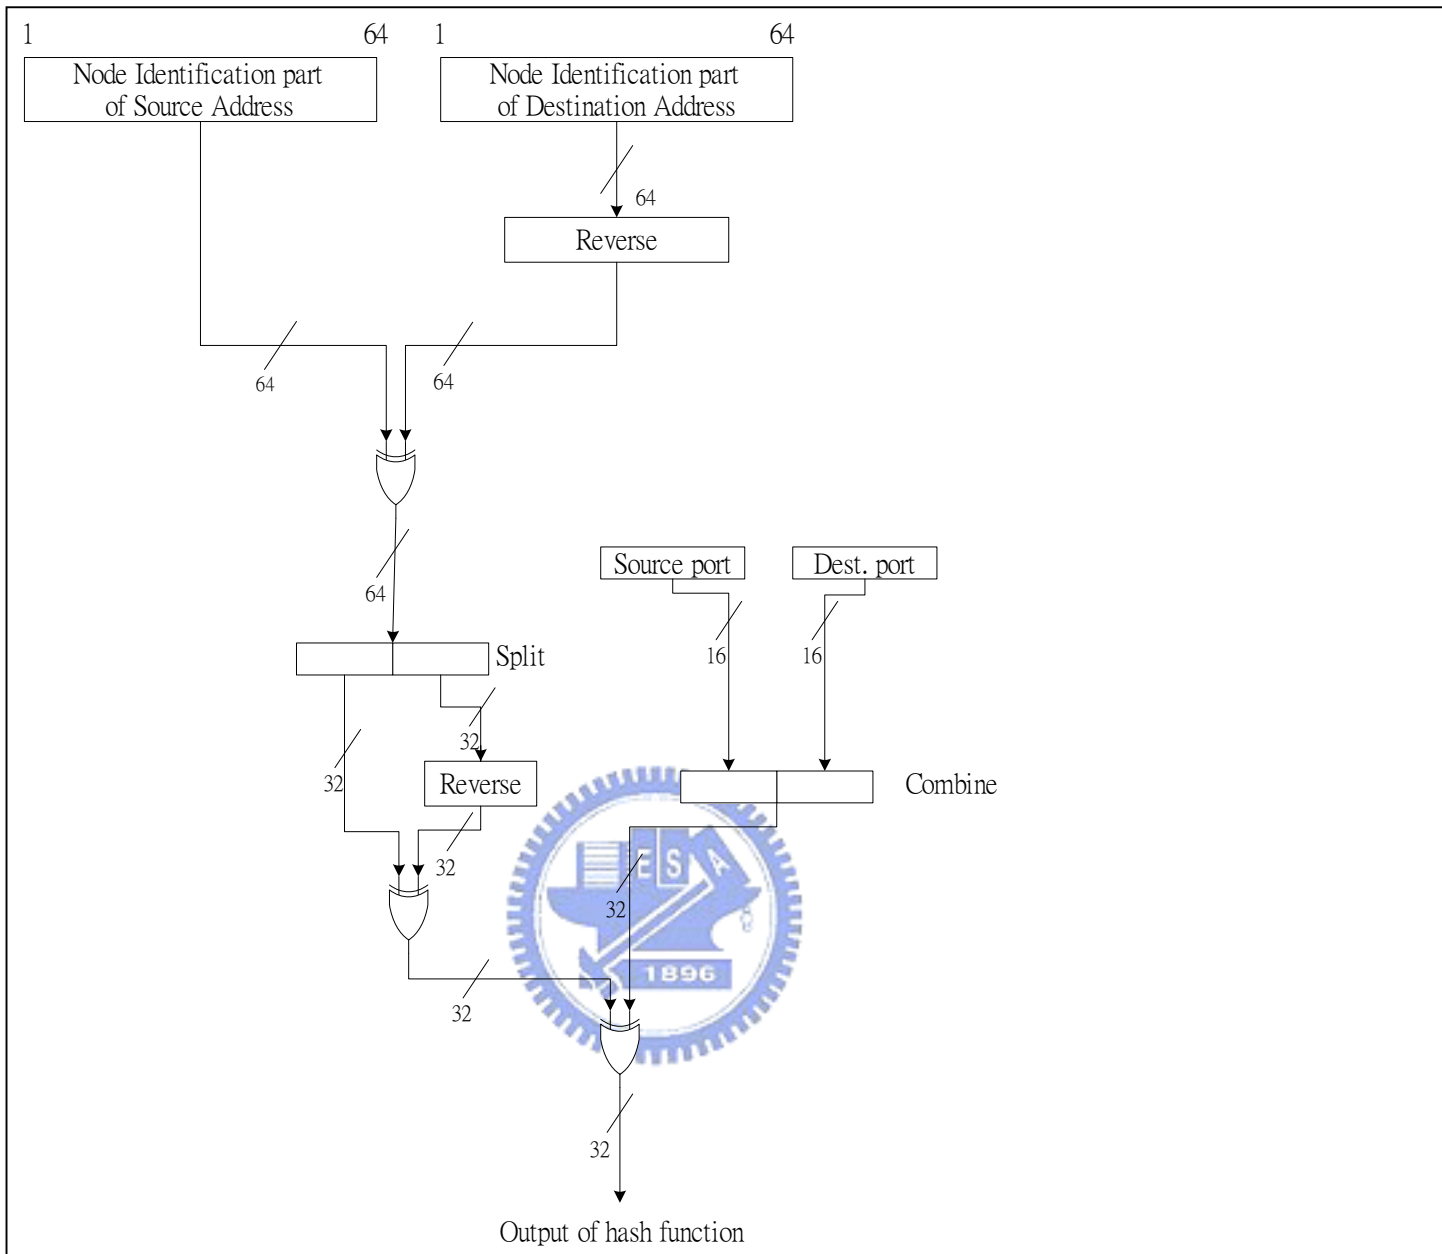 1 64 1 64
Node Identification part
of Source Address
Node Identification part
of Destination Address
64
Reverse
64
64
64
Source port
Dest. port
16
16
Split
32
32
Reverse
Combine
32
E S A
32
1896
32
32
Output of hash function